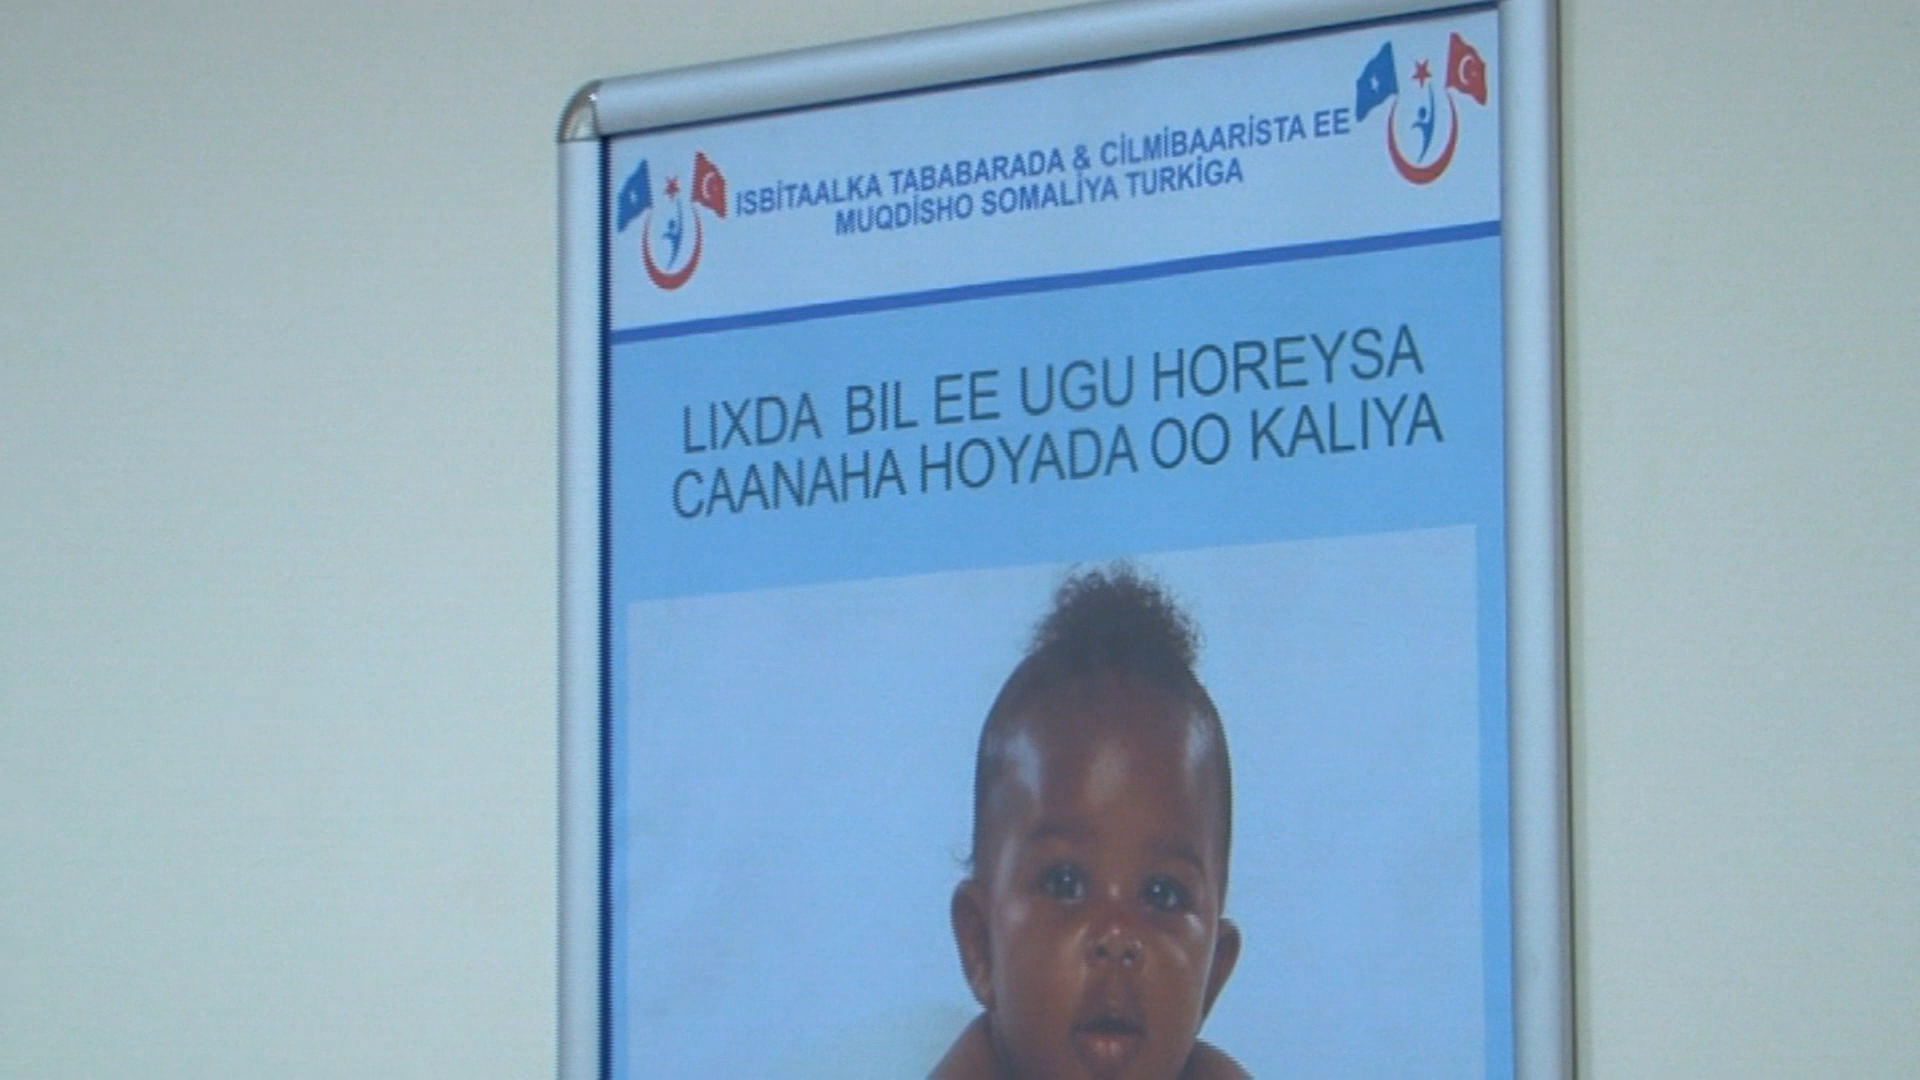 ISBİTAALKA TABABARADA & CİLMİBAARİSTA EE
MUQDİSHO SOMALİYA TURKİGA
LIXDA BIL EE UGU HOREYSA
CAANAHA HOYADA OO KALIYA